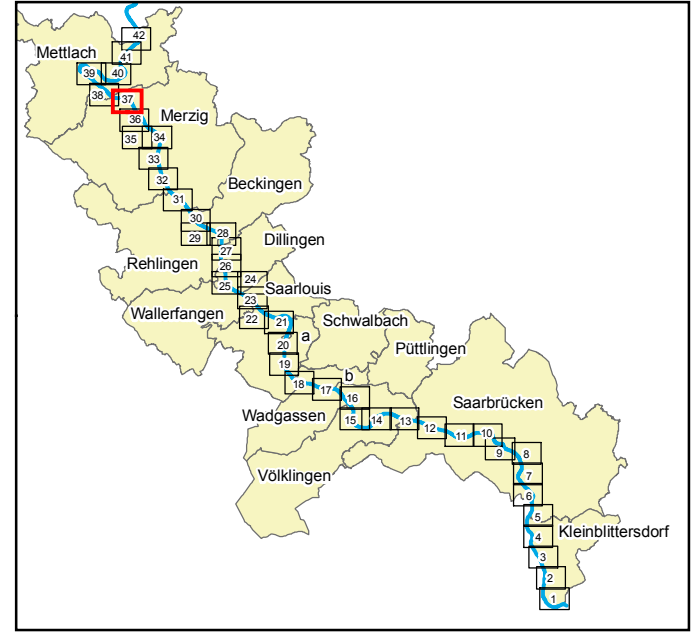 42
41
Mettlach
39
40
38
37
Merzig
36
35
34
33
32
Beckingen
31
30
28
29
Dillingen
27
Rehlingen
26
24
25
Saarlouis
23
Wallerfangen
22
21
Schwalbach
a
20
Püttlingen
19
b
18
17
16
Saarbrücken
Wadgassen
15
14
13
12
11
10
9
8
Völklingen
7
6
5
Kleinblittersdorf
4
3
2
1